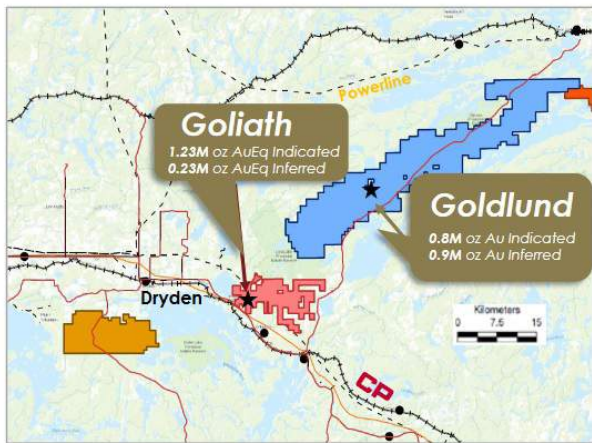 Powerline
Goliath
1.23M oz AuEq Indicated
0.23M oz AuEq Inferred
Goldlund
0.8M oz Au Indicated
0.9M oz Au Inferred
Dryden
Kilometers
0 7.5 15
CP